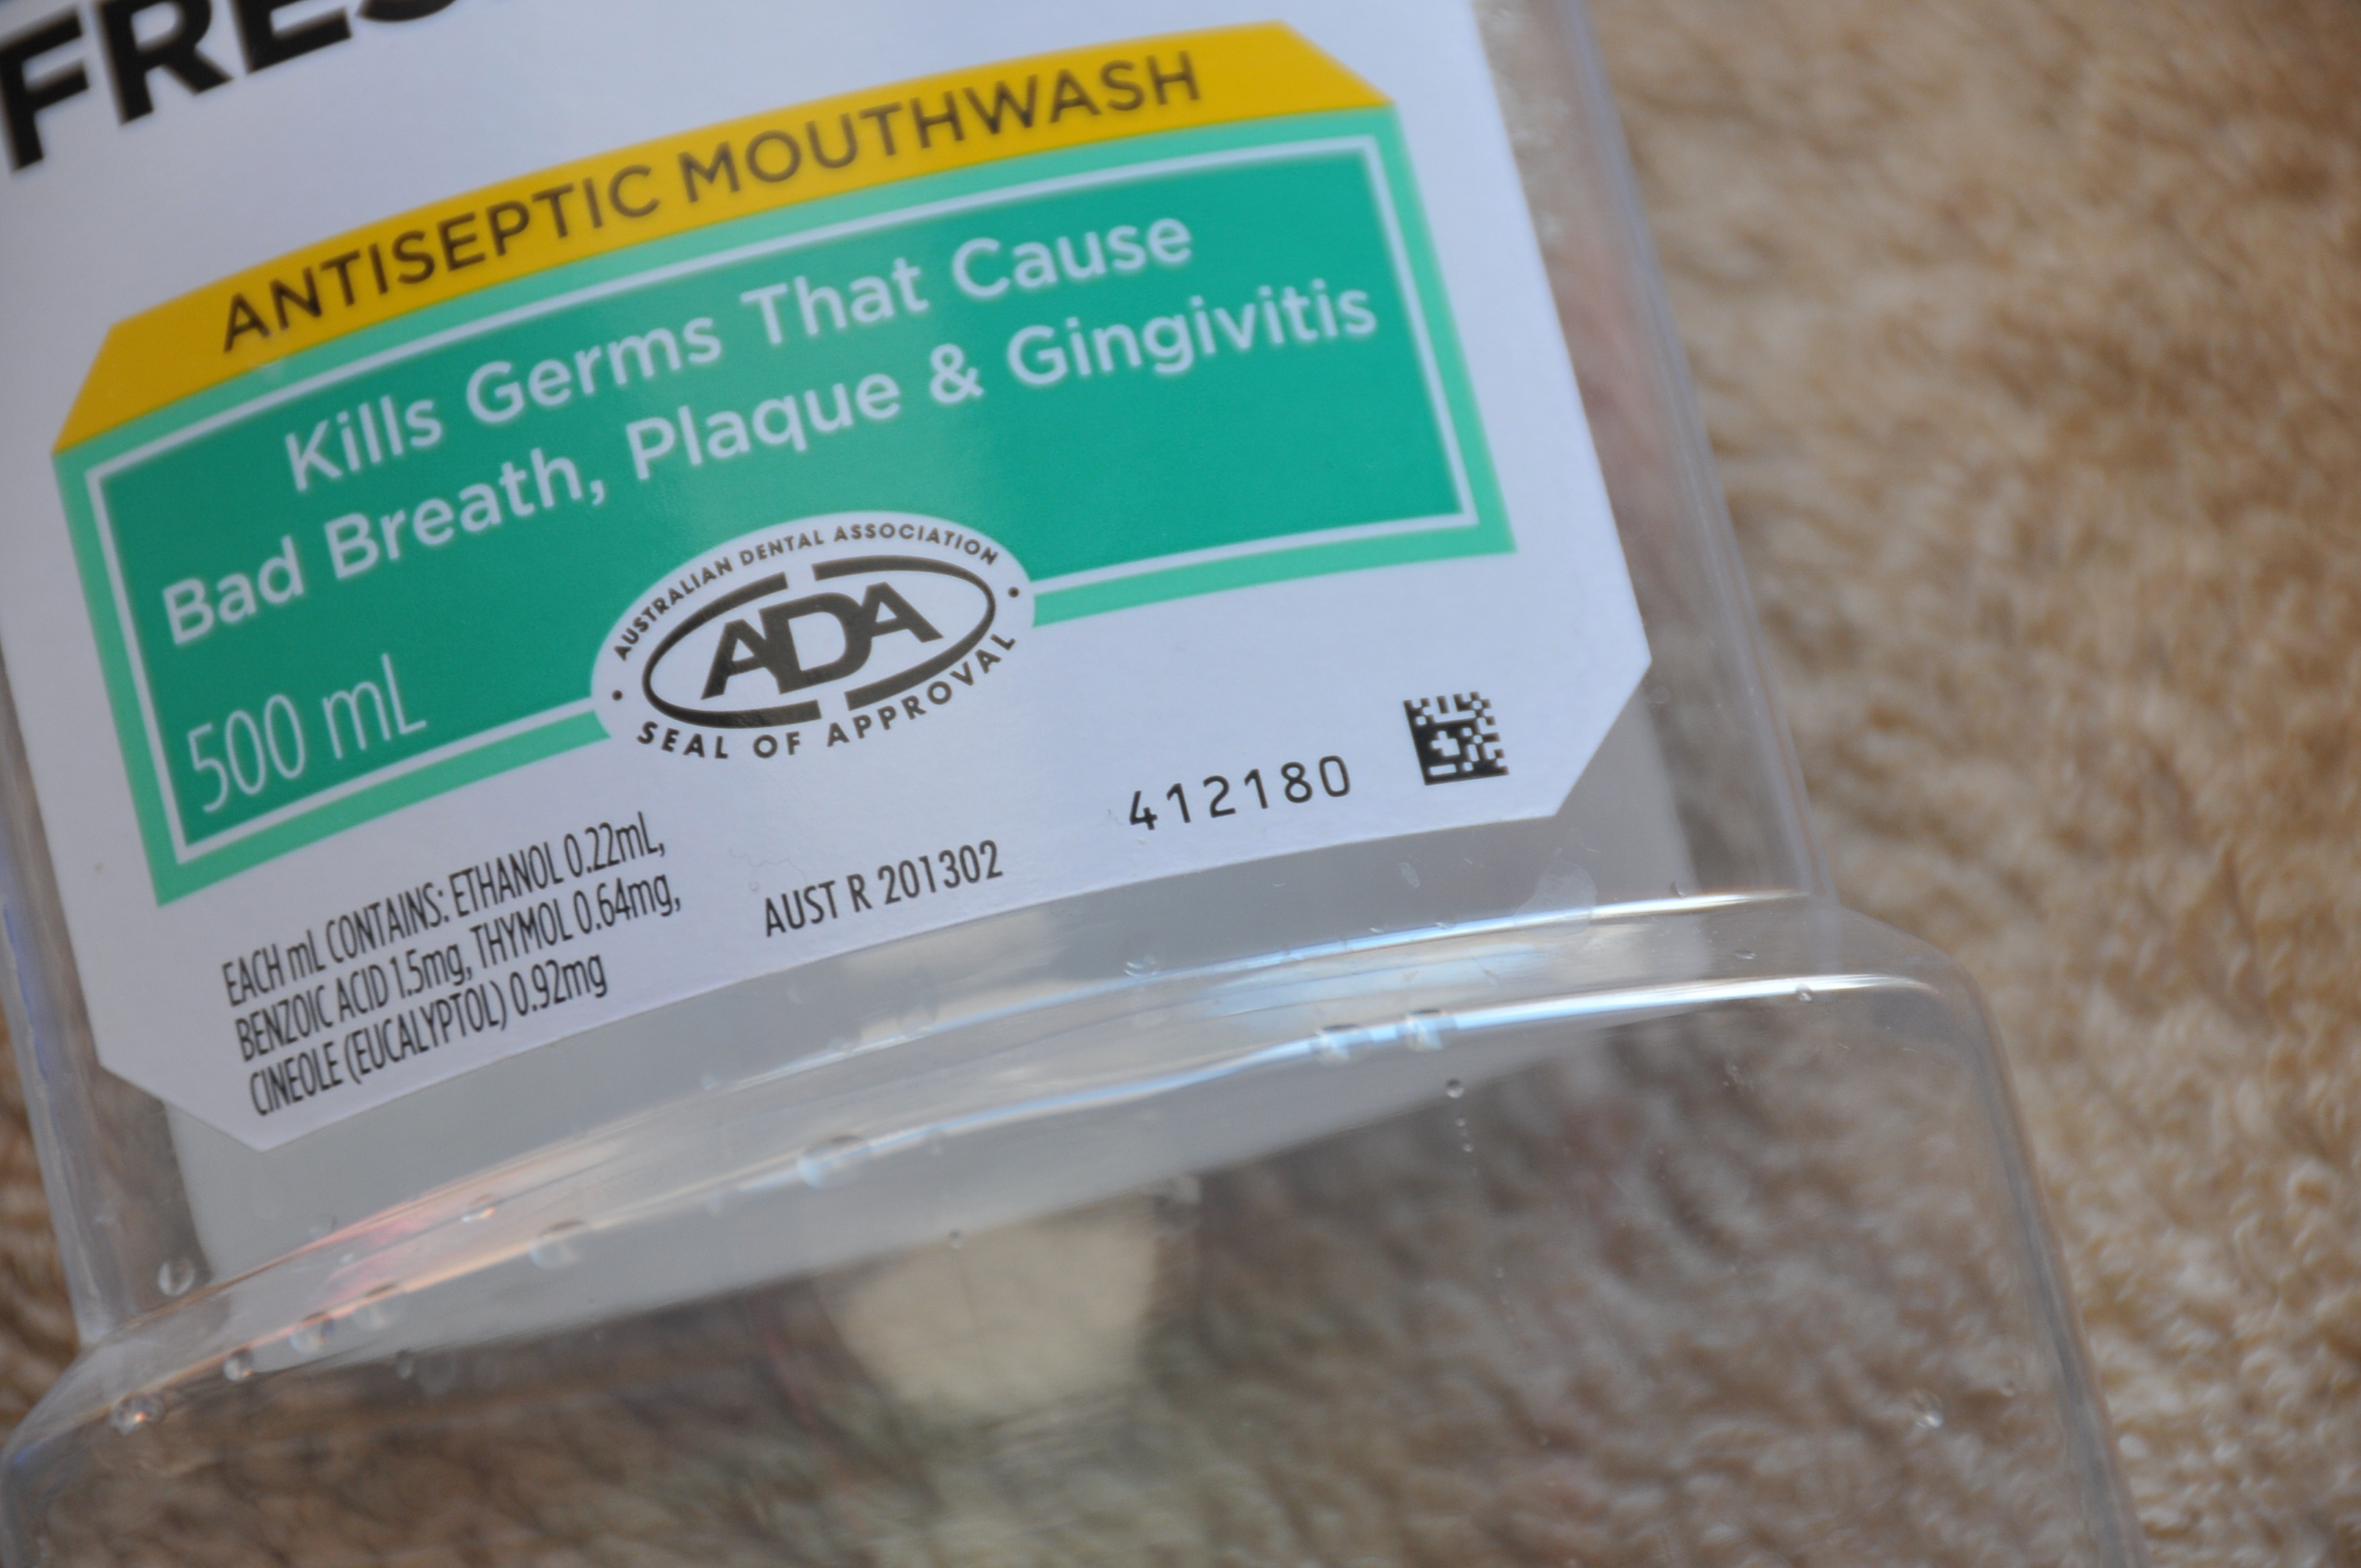 ANTISEPTIC MOUTHWASH
Kills Germs That Cause
Bad Breath, Plaque & Gingivitis
500 mL
AUSTRALIAN DENTAL ASSOCIATION
ADA
SEAL OF APPROVAL
EACH mL CONTAINS: ETHANOL 0.22mL,
BENZOIC ACID 1.5mg, THYMOL 0.64mg,
CINEOLE (EUCALYPTOL) 0.92mg
AUST R 201302
412180